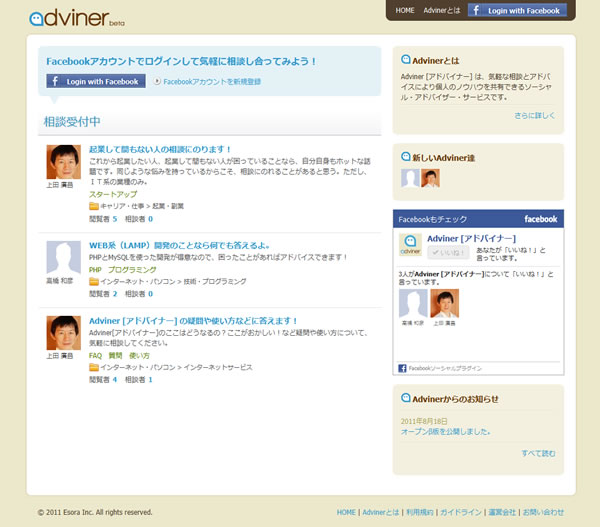 adviner beta
HOME Advinerとは Login with Facebook
Facebookアカウントでログインして気軽に相談し合ってみよう！
Login with Facebook Facebookアカウントを新規登録
相談受付中
起業して間もない人の相談にのります！
これから起業したい人、起業して間もない人が困っていることなら、自分自身もホットな話
題です。同じような悩みを持っているからこそ、相談にのれることがあると思う。ただし、
ＩＴ系の業種のみ。
スタートアップ
キャリア・仕事 > 起業・創業
閲覧者 5 相談者 0
上田 廣岳
WEB系（LAMP）開発のことなら何でも答えるよ。
PHPとMySQLを使った開発が得意なので、困ったことがあればアドバイスできます！
PHP プログラミング
インターネット・パソコン > 技術・プログラミング
閲覧者 2 相談者 0
高橋 和彦
Adviner [アドバイナー] の疑問や使い方などに答えます！
Adviner[アドバイナー]のここはどうなるの？ここがおかしい！など疑問や使い方について、
気軽に相談してください。
FAQ 質問 使い方
インターネット・パソコン > インターネットサービス
閲覧者 4 相談者 1
上田 廣岳
Advinerとは
Adviner [アドバイナー] は、気軽な相談とアドバ
イスにより個人のノウハウを共有できるソーシャ
ル・アドバイザー・サービスです。
さらに詳しく
新しいAdviner達
Facebookもチェック facebook
adviner
Adviner [アドバイナー]
いいね！ あなたが「いいね！」と
言っています。
3人がAdviner [アドバイナー]について「いいね！」と
言っています。
高橋 和彦 上田 廣岳
Facebookソーシャルプラグイン
Advinerからのお知らせ
2011年8月18日
オープンβ版を公開しました。
すべて読む
© 2011 Esora Inc. All rights reserved.
HOME | Advinerとは | 利用規約 | ガイドライン | 運営会社 | お問い合わせ